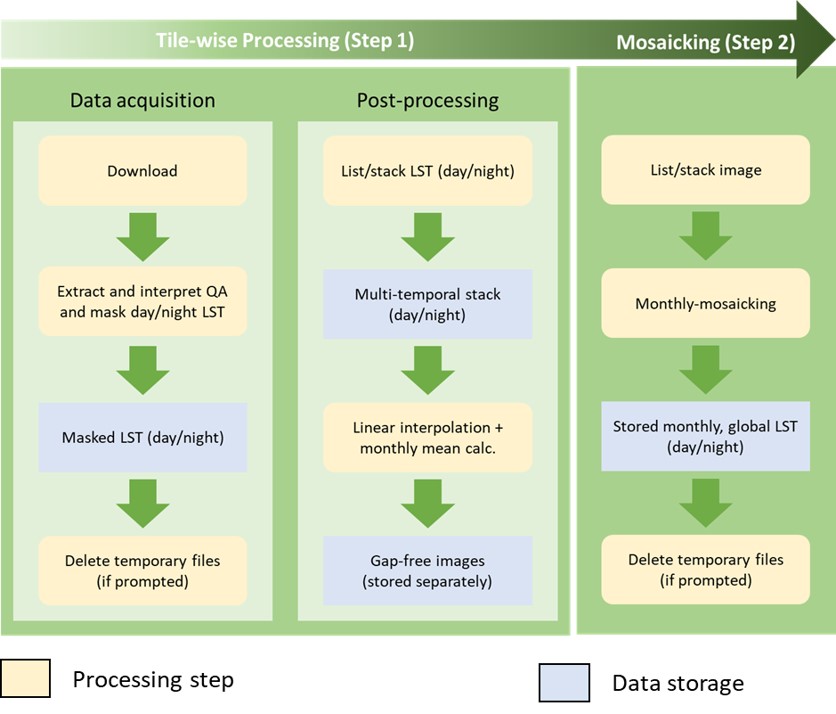 Tile-wise Processing (Step 1)
Mosaicking (Step 2)
Data acquisition
Download
Extract and interpret QA
and mask day/night LST
Masked LST (day/night)
Delete temporary files
(if prompted)
Post-processing
List/stack LST (day/night)
Multi-temporal stack
(day/night)
Linear interpolation +
monthly mean calc.
Gap-free images
(stored separately)
List/stack image
Monthly-mosaicking
Stored monthly, global LST
(day/night)
Delete temporary files
(if prompted)
Processing step
Data storage